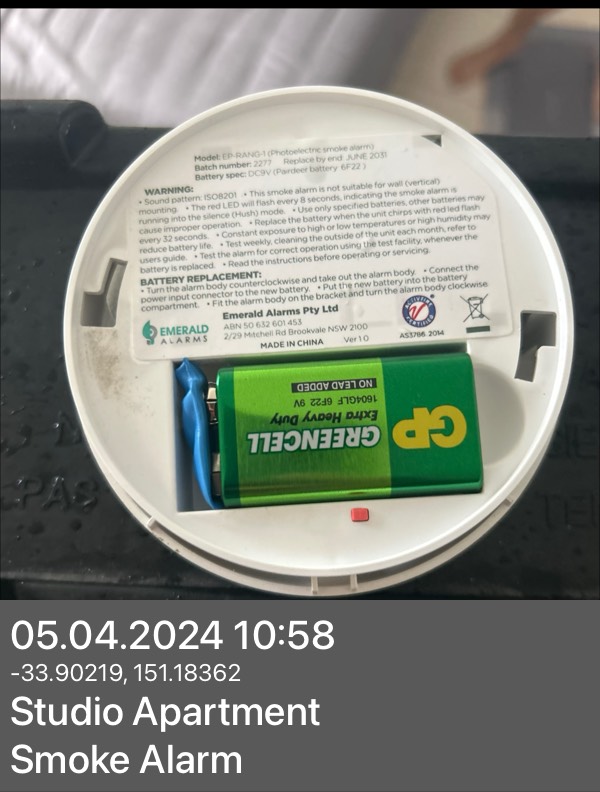 Model: EP-RANG-1 (Photoelectric smoke alarm)
Batch number: 2277 Replace by end: JUNE 2031
Battery spec: DC9V (Pairdeer battery 6F22 )
WARNING:
• Sound pattern: ISO8201 • This smoke alarm is not suitable for wall (vertical)
mounting. • The red LED will flash every 8 seconds, indicating the smoke alarm is
running into the silence (Hush) mode. • Use only specified batteries, other batteries may
cause improper operation. • Replace the battery when the unit chirps with red led flash
every 32 seconds. • Constant exposure to high or low temperatures or high humidity may
reduce battery life. • Test weekly, cleaning the outside of the unit each month, refer to
users guide. • Test the alarm for correct operation using the test facility, whenever the
battery is replaced. • Read the instructions before operating or servicing.
BATTERY REPLACEMENT:
• Turn the alarm body counterclockwise and take out the alarm body. • Connect the
power input connector to the new battery. • Put the new battery into the battery
compartment. • Fit the alarm body on the bracket and turn the alarm body clockwise
EMERALD
ALARMS
Emerald Alarms Pty Ltd
ABN 50 632 601 453
2/29 Mitchell Rd Brookvale NSW 2100
MADE IN CHINA Ver 1.0
ACTIVFIRE
CERTIFIED
AS3786 2014
GP
GREENCELL
Extra Heavy Duty
1604GLF 6F22 9V
NO LEAD ADDED
PAS
05.04.2024 10:58
-33.90219, 151.18362
Studio Apartment
Smoke Alarm